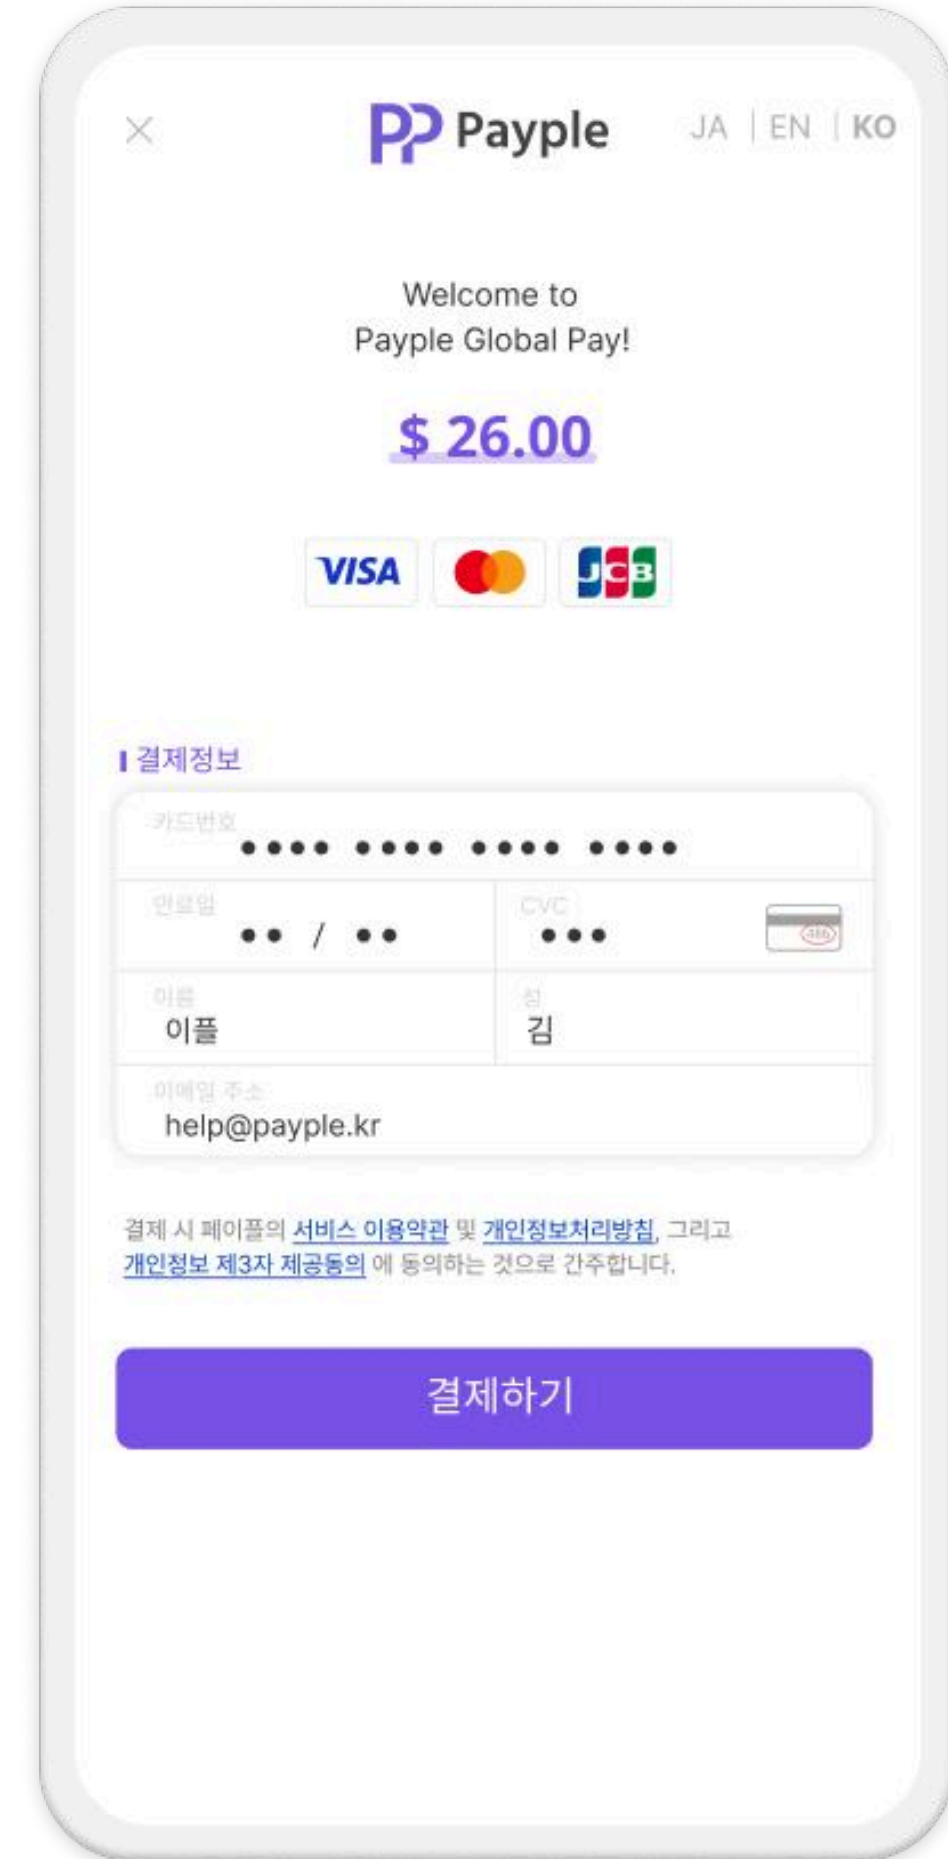 Payple
JA | EN | KO
Welcome to
Payple Global Pay!
$ 26.00
VISA
JCB
결제정보
카드번호
•••• •••• •••• ••••
만료일
CVC
•• / ••
•••
486
이름
성
이플
김
이메일 주소
help@payple.kr
결제 시 페이플의 서비스 이용약관 및 개인정보처리방침, 그리고
개인정보 제3자 제공동의 에 동의하는 것으로 간주합니다.
결제하기